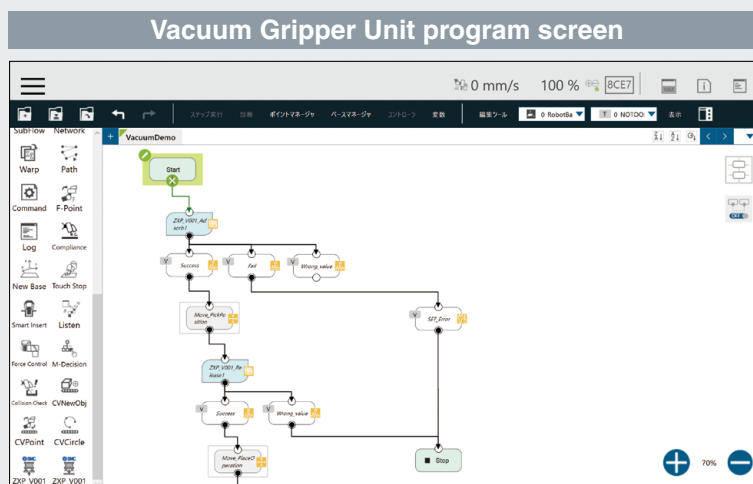 Vacuum Gripper Unit program screen
0 mm/s 100 % 8CE7
ステップ実行 診断 ポイントマネージャ ベースマネージャ コントローラ 変数 編集ツール 0 RobotBa T 0 NOTOO 表示
SubFlow Network
+ VacuumDemo
Warp Path
Start
Command F-Point
ZXP_V001_Ad
sorb1
Log Compliance
V Success V Fail V Wrong_value
New Base Touch Stop
Smart Insert Listen
Move_PickPo
sition
V SET_Error
Force Control M-Decision
ZXP_V001_Re
lease1
Collision Check CVNewObj
V Success V Wrong_value
CVPoint CVCircle
Move_PlaceO
peration
Stop
OFF
70%
ZXP_V001 ZXP_V001